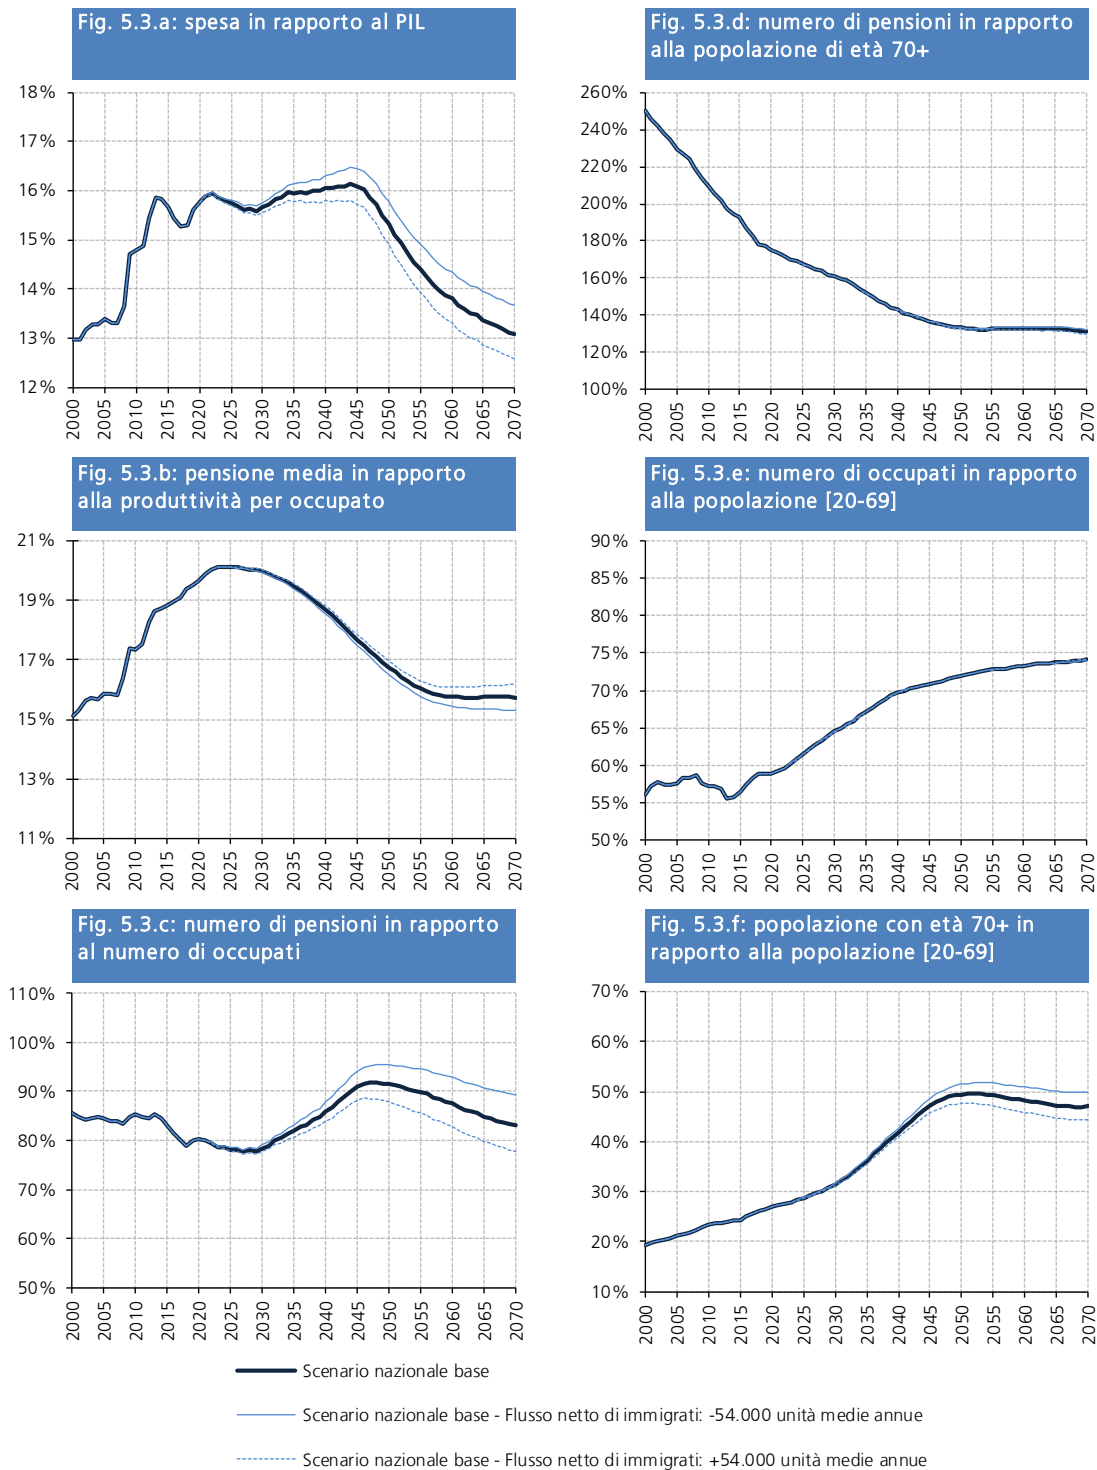 Fig. 5.3.a: spesa in rapporto al PIL
18%
17%
16%
15%
14%
13%
12%
2000 2005 2010 2015 2020 2025 2030 2035 2040 2045 2050 2055 2060 2065 2070
Fig. 5.3.d: numero di pensioni in rapporto
alla popolazione di età 70+
260%
240%
220%
200%
180%
160%
140%
120%
100%
2000 2005 2010 2015 2020 2025 2030 2035 2040 2045 2050 2055 2060 2065 2070
Fig. 5.3.b: pensione media in rapporto
alla produttività per occupato
21%
19%
17%
15%
13%
11%
2000 2005 2010 2015 2020 2025 2030 2035 2040 2045 2050 2055 2060 2065 2070
Fig. 5.3.e: numero di occupati in rapporto
alla popolazione [20-69]
90%
85%
80%
75%
70%
65%
60%
55%
50%
2000 2005 2010 2015 2020 2025 2030 2035 2040 2045 2050 2055 2060 2065 2070
Fig. 5.3.c: numero di pensioni in rapporto
al numero di occupati
110%
100%
90%
80%
70%
60%
50%
2000 2005 2010 2015 2020 2025 2030 2035 2040 2045 2050 2055 2060 2065 2070
Fig. 5.3.f: popolazione con età 70+ in
rapporto alla popolazione [20-69]
70%
60%
50%
40%
30%
20%
10%
2000 2005 2010 2015 2020 2025 2030 2035 2040 2045 2050 2055 2060 2065 2070
Scenario nazionale base
Scenario nazionale base - Flusso netto di immigrati: -54.000 unità medie annue
Scenario nazionale base - Flusso netto di immigrati: +54.000 unità medie annue